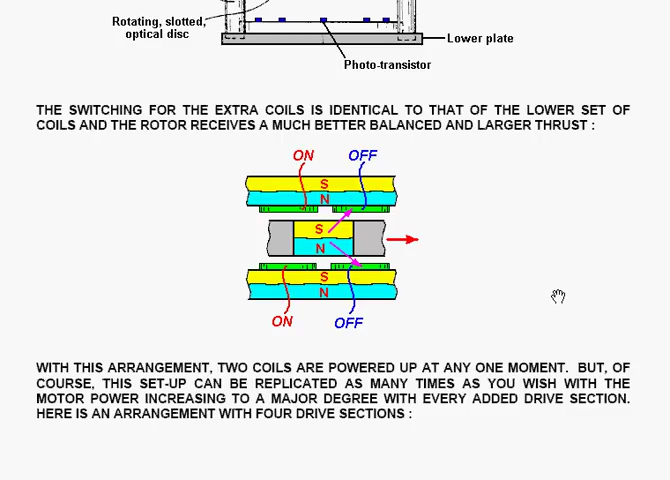 Rotating, slotted,
optical disc
Lower plate
Photo-transistor
THE SWITCHING FOR THE EXTRA COILS IS IDENTICAL TO THAT OF THE LOWER SET OF
COILS AND THE ROTOR RECEIVES A MUCH BETTER BALANCED AND LARGER THRUST :
ON OFF
S
N
S
N
S
N
ON OFF
WITH THIS ARRANGEMENT, TWO COILS ARE POWERED UP AT ANY ONE MOMENT. BUT, OF
COURSE, THIS SET-UP CAN BE REPLICATED AS MANY TIMES AS YOU WISH WITH THE
MOTOR POWER INCREASING TO A MAJOR DEGREE WITH EVERY ADDED DRIVE SECTION.
HERE IS AN ARRANGEMENT WITH FOUR DRIVE SECTIONS :